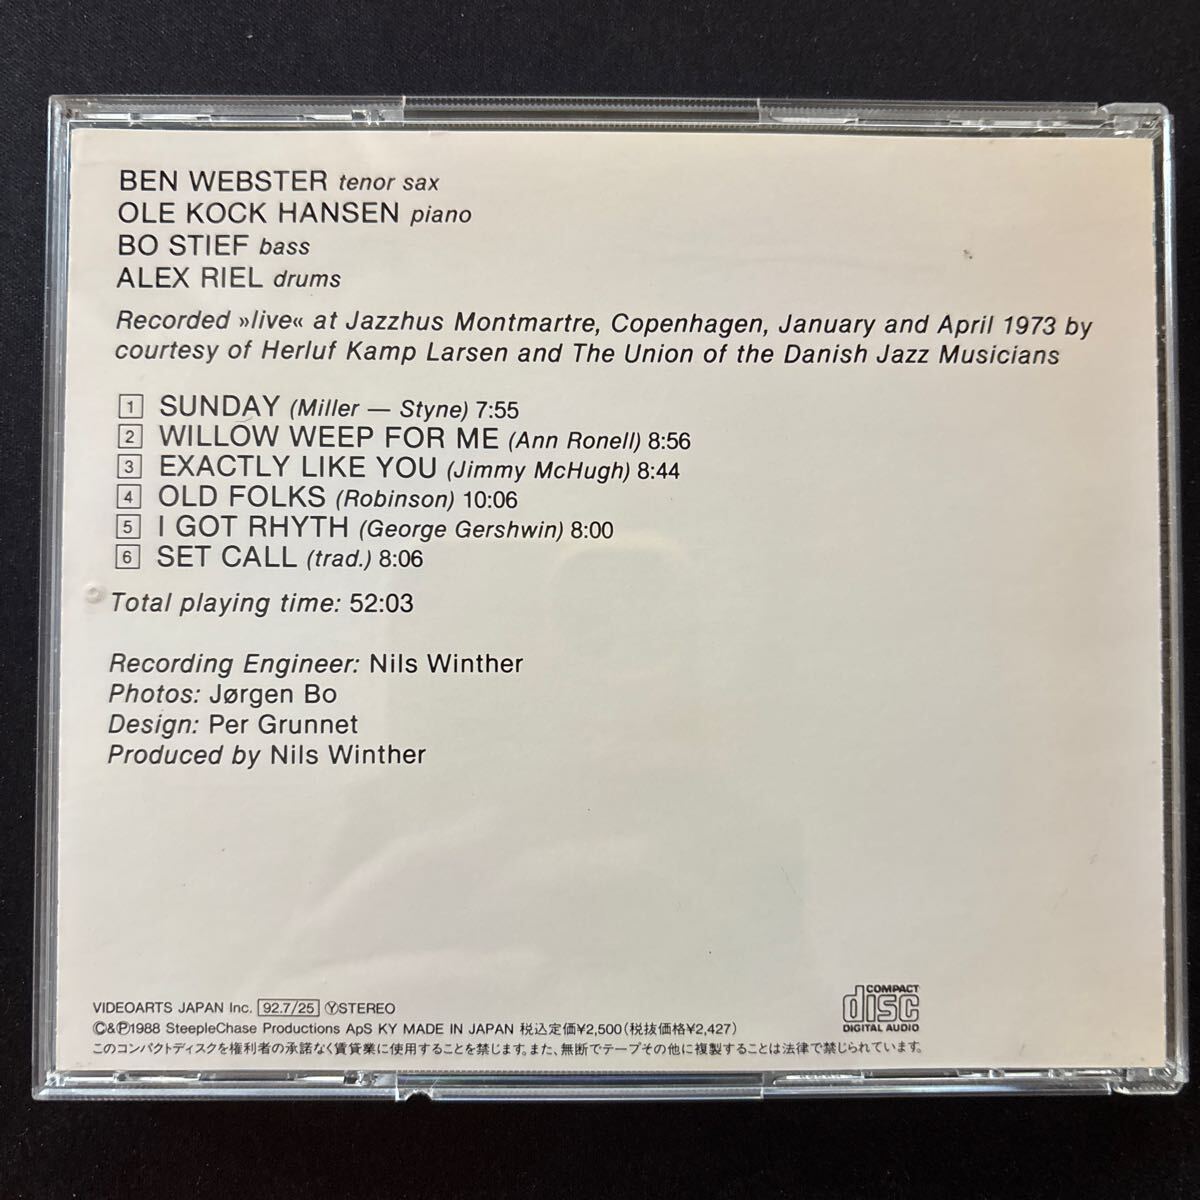 BEN WEBSTER tenor sax
OLE KOCK HANSEN piano
BO STIEF bass
ALEX RIEL drums
Recorded »live« at Jazzhus Montmartre, Copenhagen, January and April 1973 by
courtesy of Herluf Kamp Larsen and The Union of the Danish Jazz Musicians
1 SUNDAY (Miller — Styne) 7:55
2 WILLOW WEEP FOR ME (Ann Ronell) 8:56
3 EXACTLY LIKE YOU (Jimmy McHugh) 8:44
4 OLD FOLKS (Robinson) 10:06
5 I GOT RHYTH (George Gershwin) 8:00
6 SET CALL (trad.) 8:06
Total playing time: 52:03
Recording Engineer: Nils Winther
Photos: Jørgen Bo
Design: Per Grunnet
Produced by Nils Winther
VIDEOARTS JAPAN Inc. 92.7/25 ⓎSTEREO
©&℗1988 SteepleChase Productions ApS KY MADE IN JAPAN 税込定価¥2,500(税抜価格¥2,427)
このコンパクトディスクを権利者の承諾なく賃貸業に使用することを禁じます。また、無断でテープその他に複製することは法律で禁じられています。
COMPACT
disc
DIGITAL AUDIO